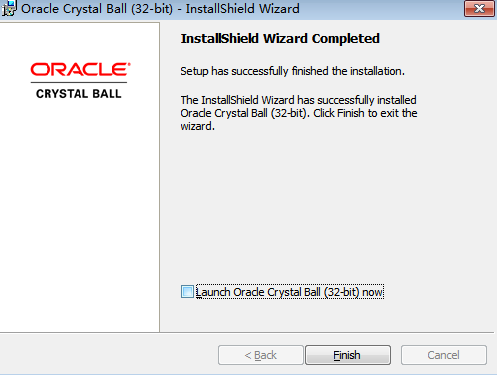 Oracle Crystal Ball (32-bit) - InstallShield Wizard
InstallShield Wizard Completed
ORACLE®
CRYSTAL BALL
Setup has successfully finished the installation.
The InstallShield Wizard has successfully installed
Oracle Crystal Ball (32-bit). Click Finish to exit the
wizard.
Launch Oracle Crystal Ball (32-bit) now
< Back
Finish
Cancel